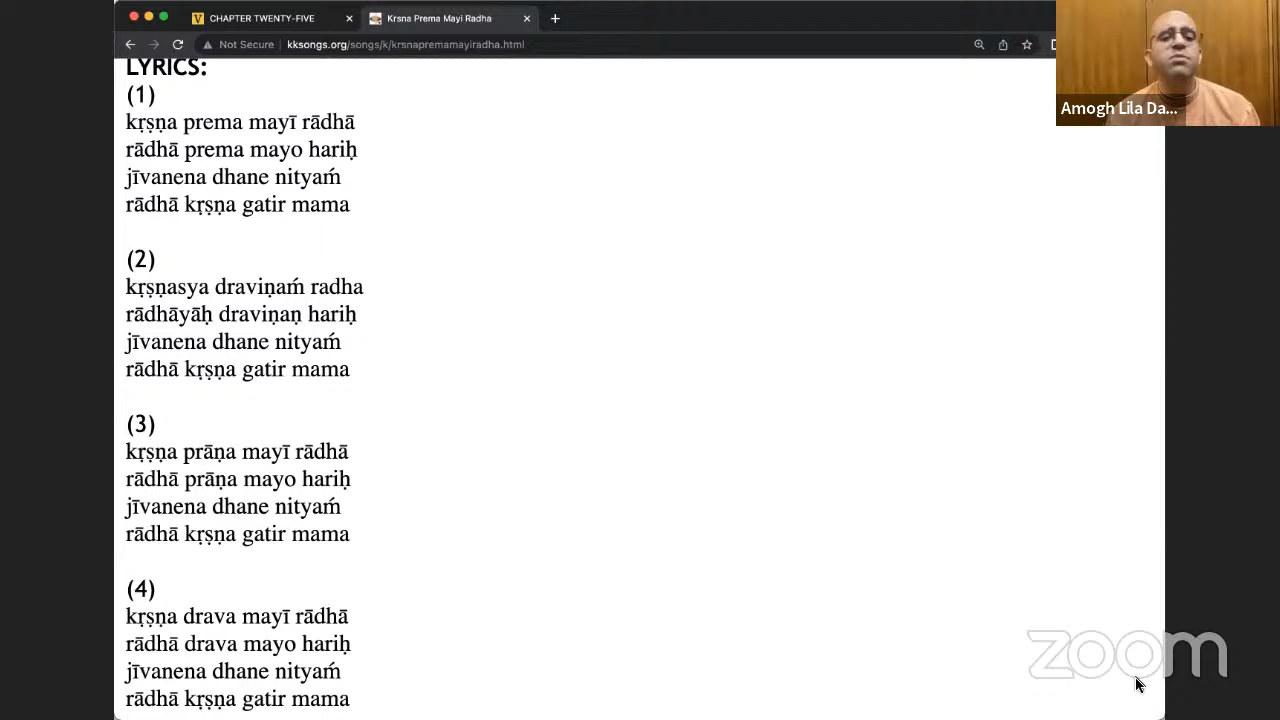 CHAPTER TWENTY-FIVE
Krsna Prema Mayi Radha
Not Secure | kksongs.org/songs/k/krsnapremamayiradha.html
Amogh Lila Da...
LYRICS:
(1)
kṛṣṇa prema mayī rādhā
rādhā prema mayo hariḥ
jīvanena dhane nityaḿ
rādhā kṛṣṇa gatir mama
(2)
kṛṣṇasya draviṇaḿ radha
rādhāyāḥ draviṇaṇ hariḥ
jīvanena dhane nityaḿ
rādhā kṛṣṇa gatir mama
(3)
kṛṣṇa prāṇa mayī rādhā
rādhā prāṇa mayo hariḥ
jīvanena dhane nityaḿ
rādhā kṛṣṇa gatir mama
(4)
kṛṣṇa drava mayī rādhā
rādhā drava mayo hariḥ
jīvanena dhane nityaḿ
rādhā kṛṣṇa gatir mama
zoom